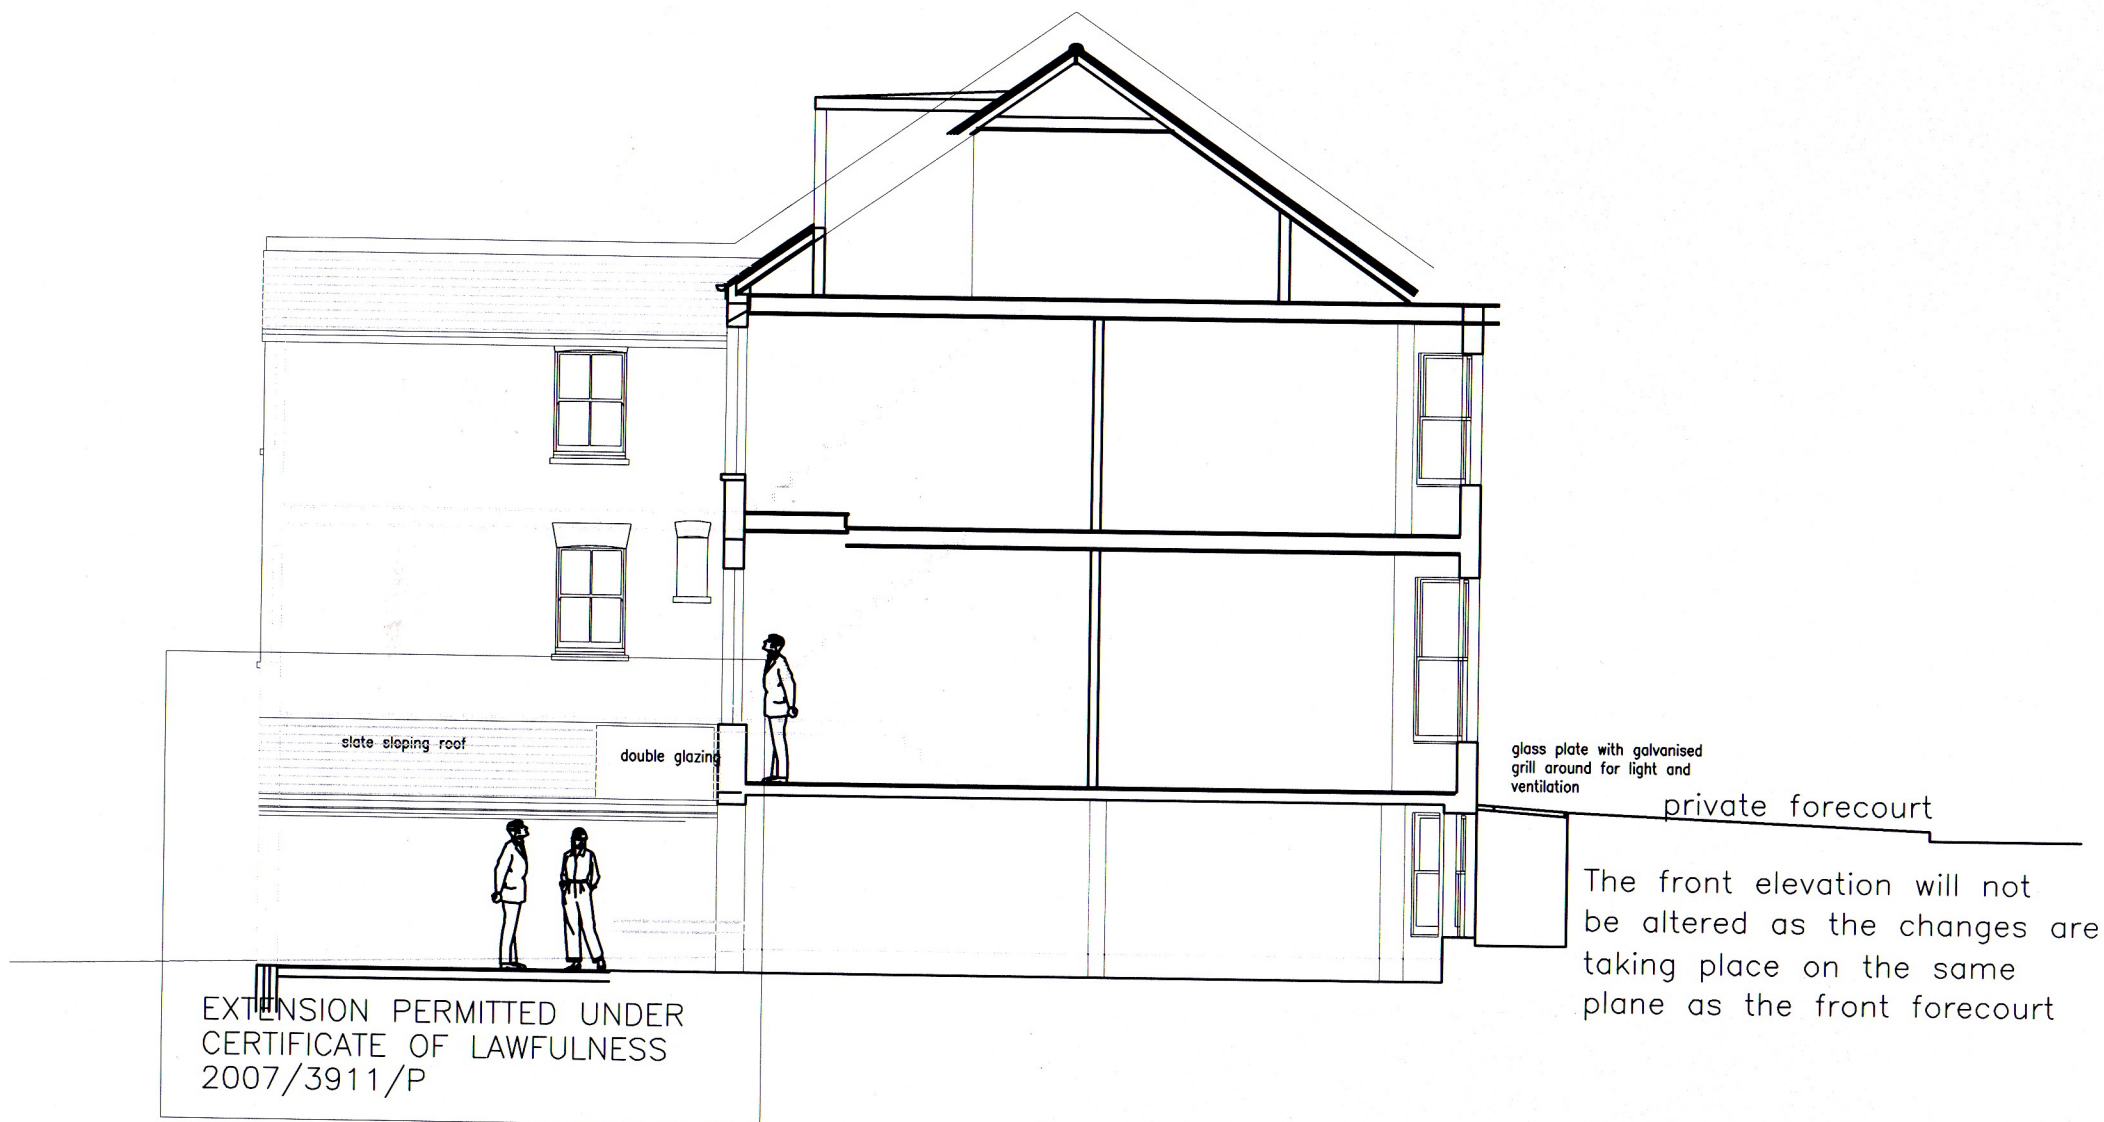 slate sloping roof
double glazing
glass plate with galvanised
grill around for light and
ventilation
private forecourt
The front elevation will not
be altered as the changes are
taking place on the same
plane as the front forecourt
EXTENSION PERMITTED UNDER
CERTIFICATE OF LAWFULNESS
2007/3911/P